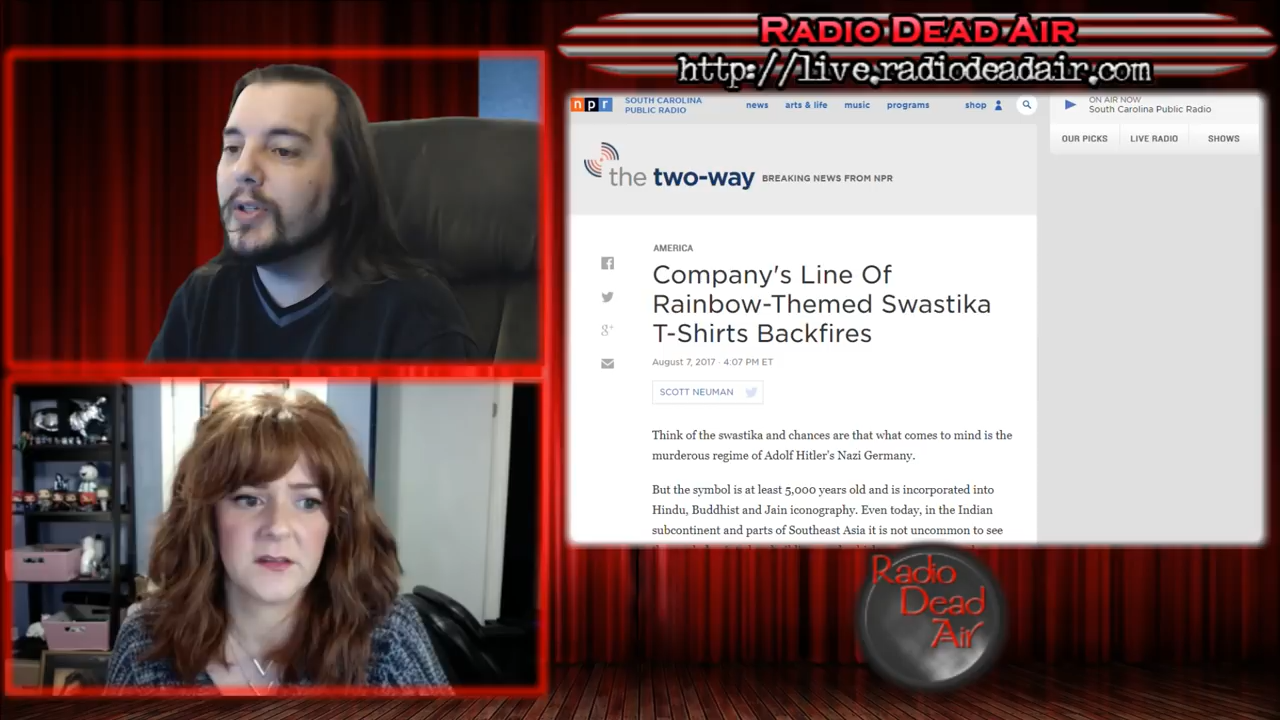 Radio Dead Air
http://live.radiodeadair.com
npr
SOUTH CAROLINA
PUBLIC RADIO
news arts & life music programs shop
ON AIR NOW
South Carolina Public Radio
OUR PICKS LIVE RADIO SHOWS
the two-way BREAKING NEWS FROM NPR
AMERICA
Company's Line Of
Rainbow-Themed Swastika
T-Shirts Backfires
August 7, 2017 · 4:07 PM ET
SCOTT NEUMAN
Think of the swastika and chances are that what comes to mind is the
murderous regime of Adolf Hitler's Nazi Germany.
But the symbol is at least 5,000 years old and is incorporated into
Hindu, Buddhist and Jain iconography. Even today, in the Indian
subcontinent and parts of Southeast Asia it is not uncommon to see
Radio
Dead
Air